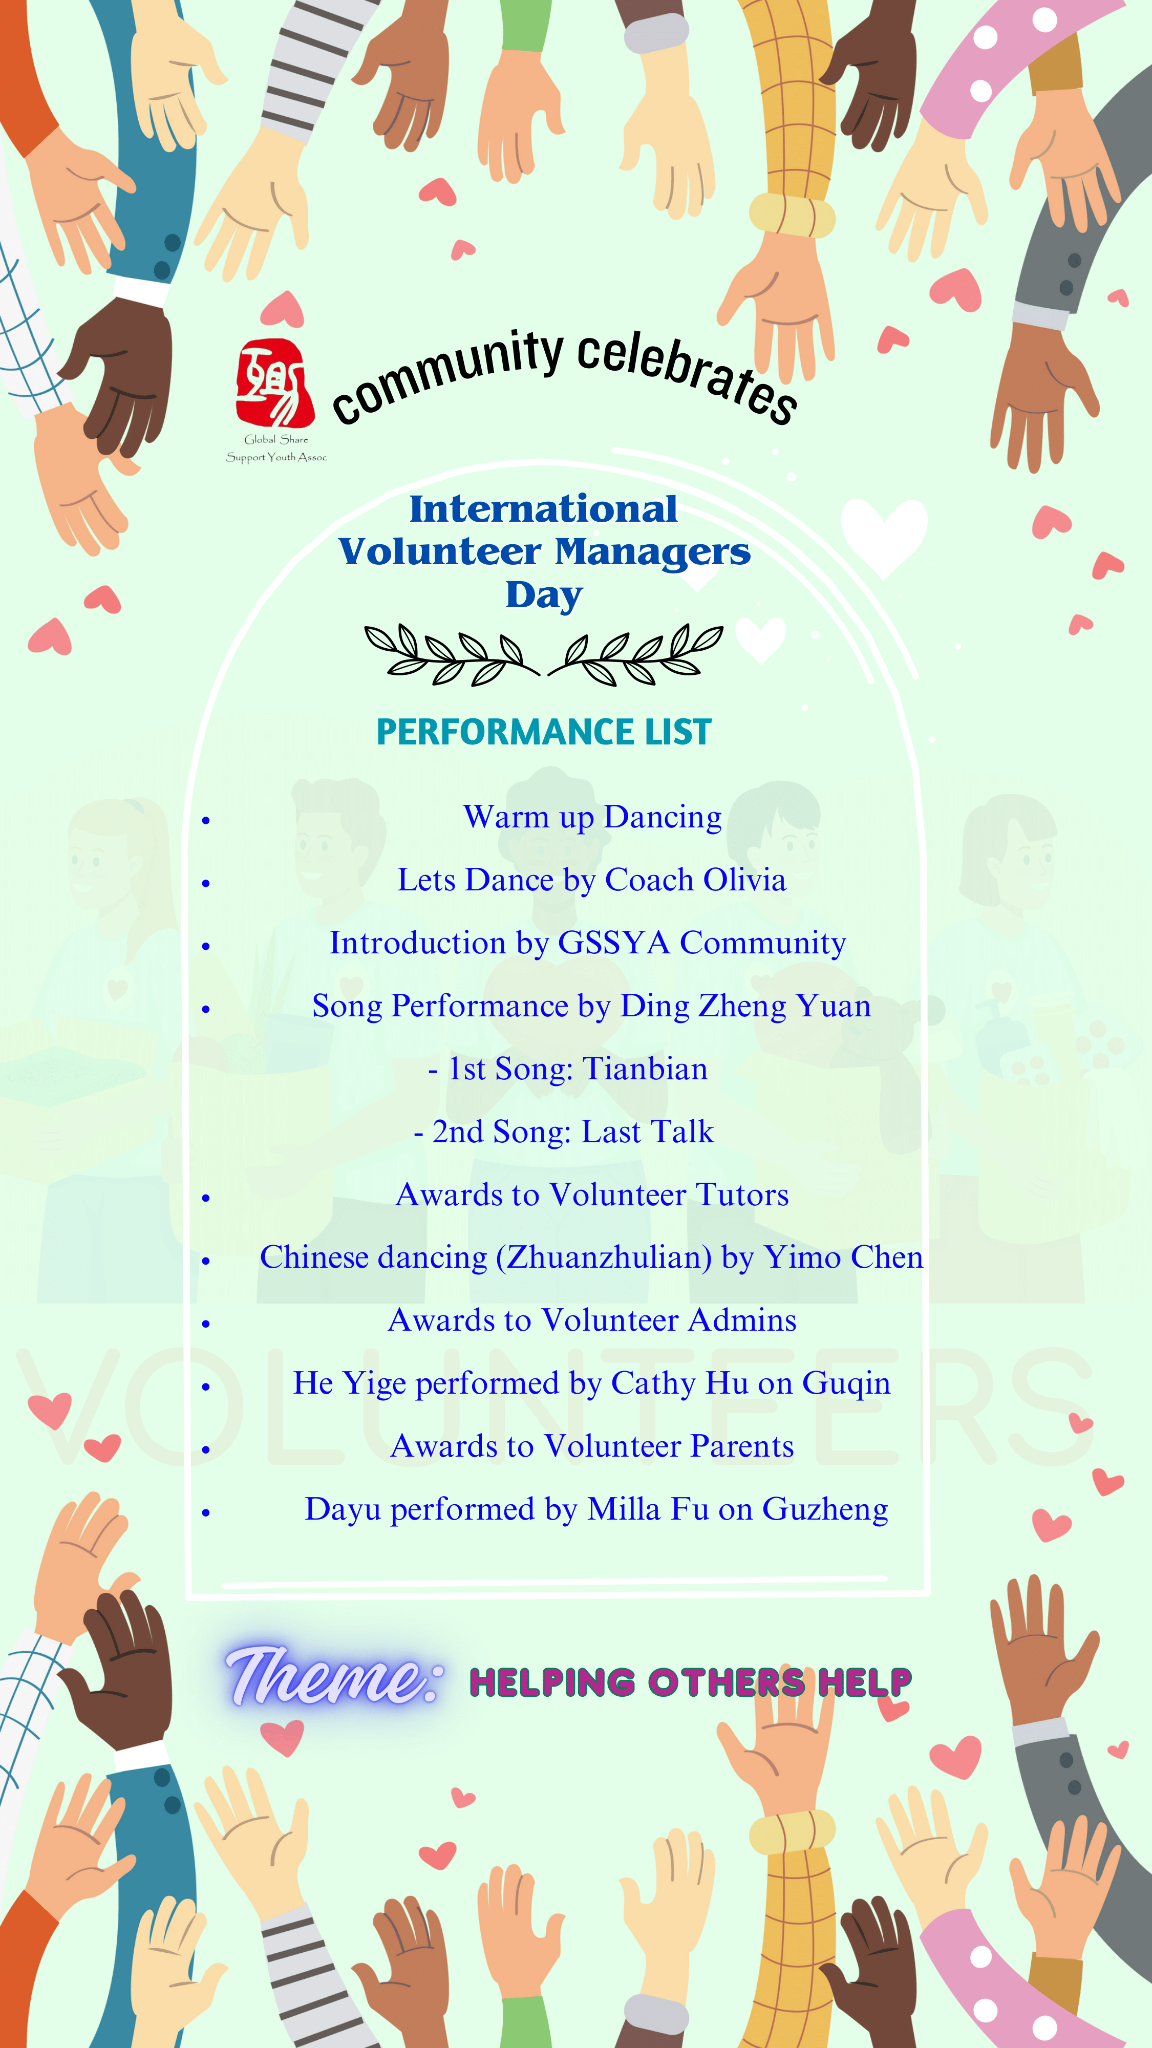 community celebrates
Global Share
Support Youth Assoc
International
Volunteer Managers
Day
PERFORMANCE LIST
• Warm up Dancing
• Lets Dance by Coach Olivia
• Introduction by GSSYA Community
• Song Performance by Ding Zheng Yuan
- 1st Song: Tianbian
- 2nd Song: Last Talk
• Awards to Volunteer Tutors
• Chinese dancing (Zhuanzhulian) by Yimo Chen
• Awards to Volunteer Admins
• He Yige performed by Cathy Hu on Guqin
VOLUNTEERS
• Awards to Volunteer Parents
• Dayu performed by Milla Fu on Guzheng
Theme: HELPING OTHERS HELP